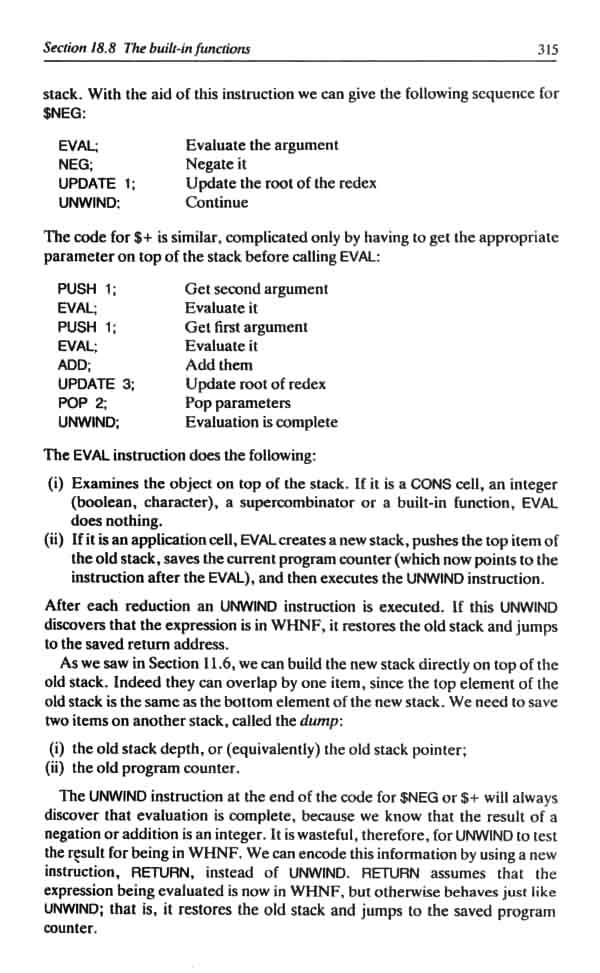 Section 18.8 The built-in functions 315
stack. With the aid of this instruction we can give the following sequence for
$NEG:
EVAL; Evaluate the argument
NEG; Negate it
UPDATE 1; Update the root of the redex
UNWIND; Continue
The code for $+ is similar, complicated only by having to get the appropriate
parameter on top of the stack before calling EVAL:
PUSH 1; Get second argument
EVAL; Evaluate it
PUSH 1; Get first argument
EVAL; Evaluate it
ADD; Add them
UPDATE 3; Update root of redex
POP 2; Pop parameters
UNWIND; Evaluation is complete
The EVAL instruction does the following:
(i) Examines the object on top of the stack. If it is a CONS cell, an integer
(boolean, character), a supercombinator or a built-in function, EVAL
does nothing.
(ii) If it is an application cell, EVAL creates a new stack, pushes the top item of
the old stack, saves the current program counter (which now points to the
instruction after the EVAL), and then executes the UNWIND instruction.
After each reduction an UNWIND instruction is executed. If this UNWIND
discovers that the expression is in WHNF, it restores the old stack and jumps
to the saved return address.
As we saw in Section 11.6, we can build the new stack directly on top of the
old stack. Indeed they can overlap by one item, since the top element of the
old stack is the same as the bottom element of the new stack. We need to save
two items on another stack, called the dump:
(i) the old stack depth, or (equivalently) the old stack pointer;
(ii) the old program counter.
The UNWIND instruction at the end of the code for $NEG or $+ will always
discover that evaluation is complete, because we know that the result of a
negation or addition is an integer. It is wasteful, therefore, for UNWIND to test
the result for being in WHNF. We can encode this information by using a new
instruction, RETURN, instead of UNWIND. RETURN assumes that the
expression being evaluated is now in WHNF, but otherwise behaves just like
UNWIND; that is, it restores the old stack and jumps to the saved program
counter.